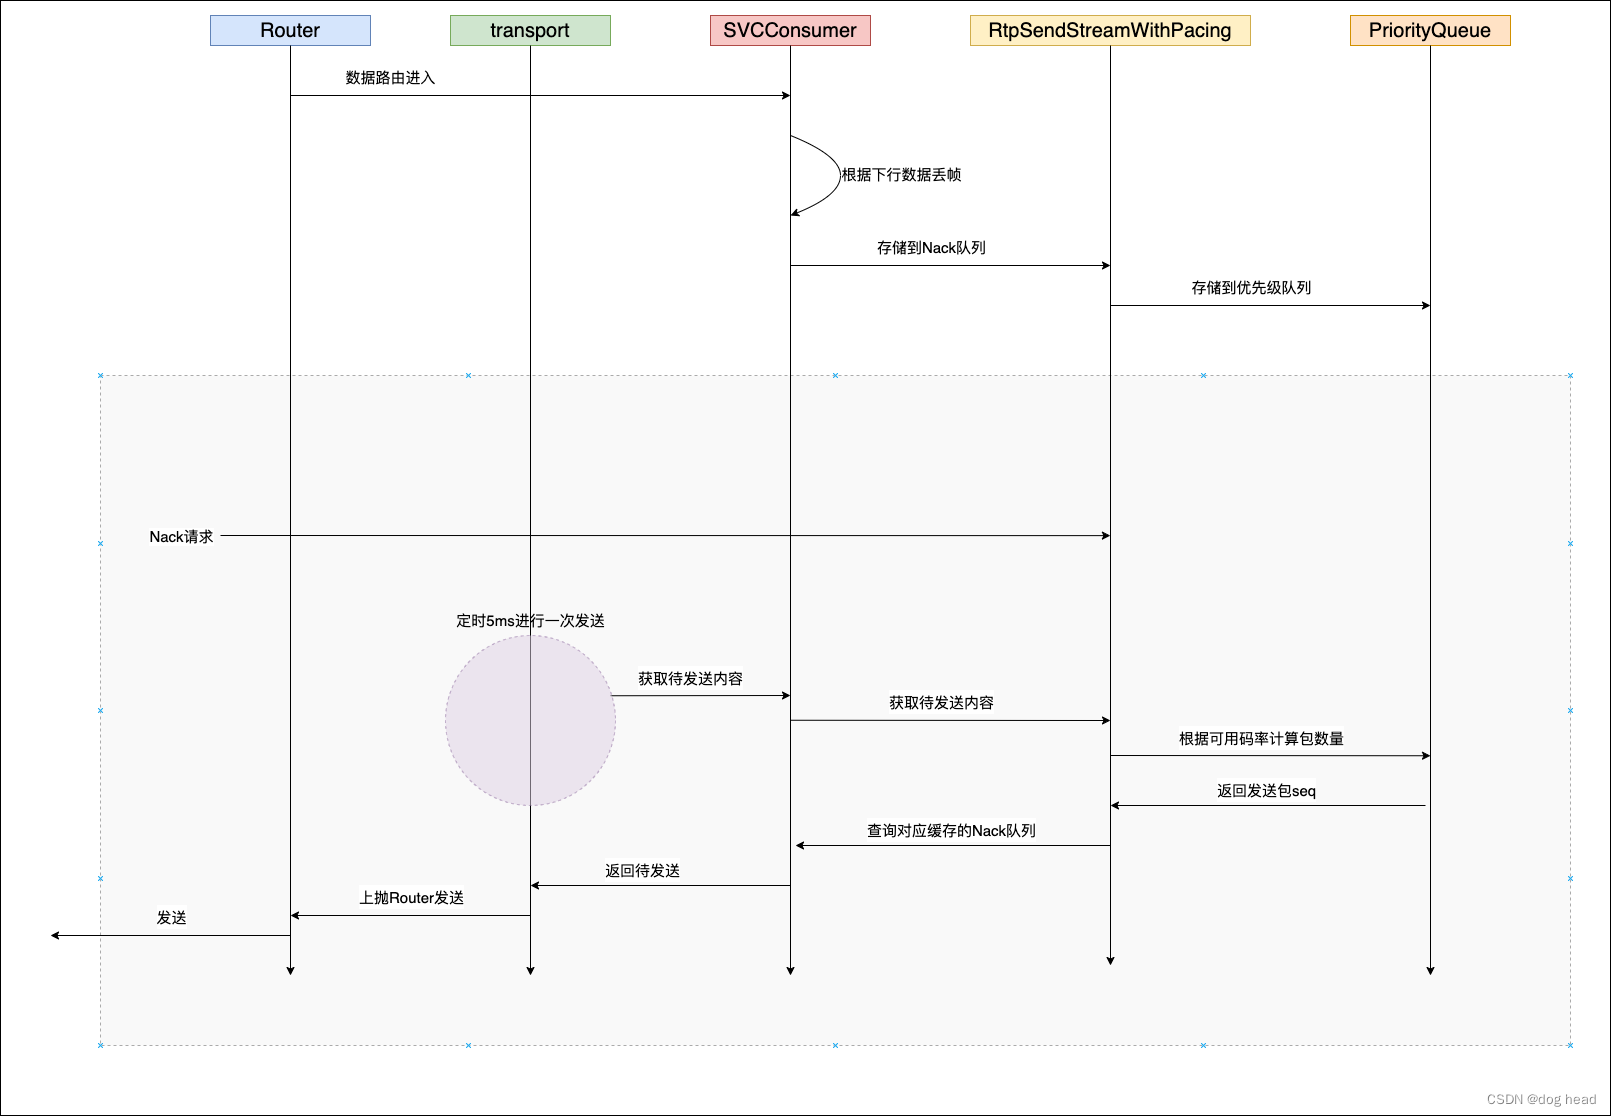 Router
transport
SVCConsumer
RtpSendStreamWithPacing
PriorityQueue
数据路由进入
根据下行数据丢帧
存储到Nack队列
存储到优先级队列
Nack请求
定时5ms进行一次发送
获取待发送内容
获取待发送内容
根据可用码率计算包数量
返回发送包seq
查询对应缓存的Nack队列
返回待发送
上抛Router发送
发送
CSDN @dog head